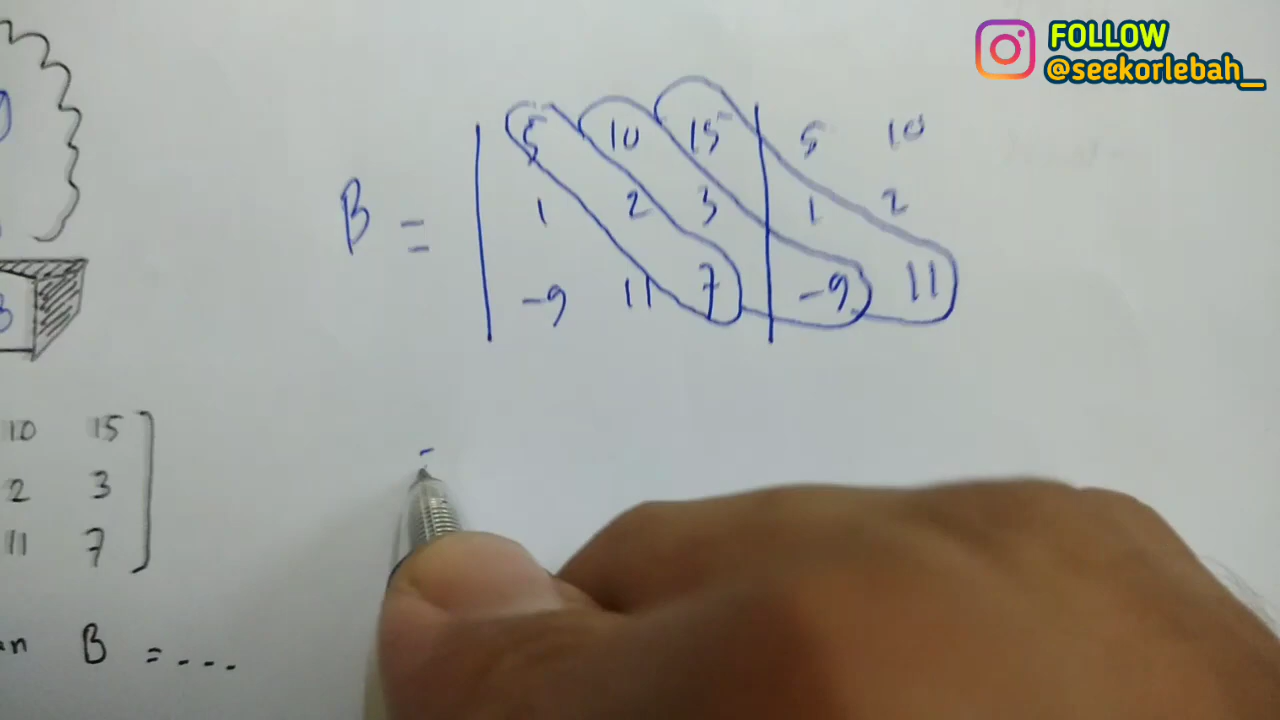 FOLLOW
@seekorlebah_
5 10 15 5 10
B = 1 2 3 1 2
-9 11 7 -9 11
10 15
2 3
11 7
B = ...